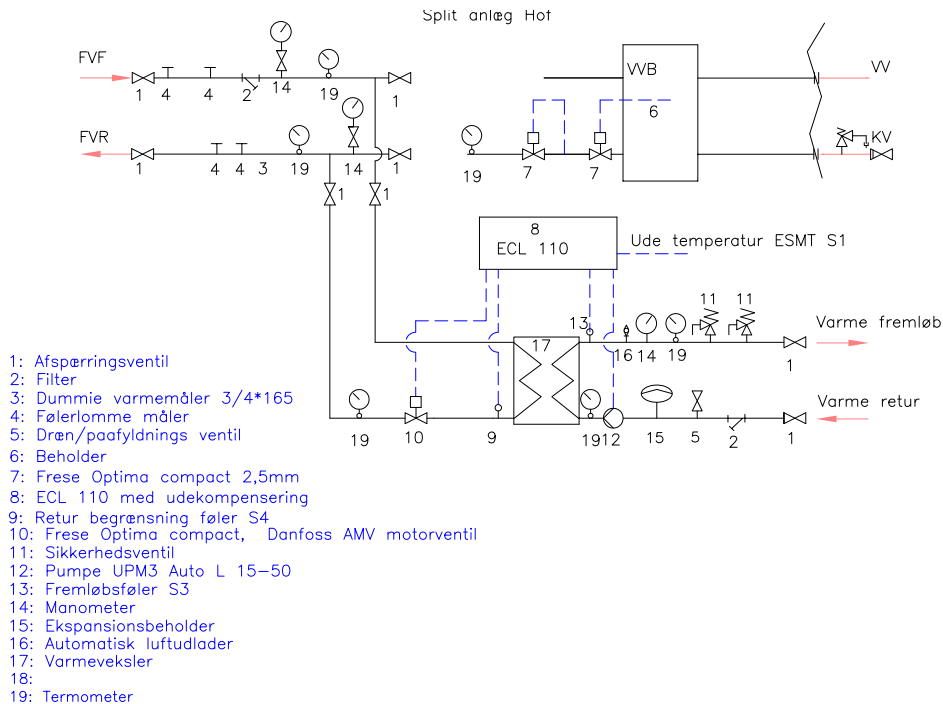 Split anlæg Hof
FVF
1
4
4
2
14
19
1
VVB
6
VV
FVR
1
4
4
3
19
14
1
19
7
7
KV
1
1
8
ECL 110
Ude temperatur ESMT S1
13
17
16
14
19
11
11
Varme fremløb
1
19
10
9
19
12
15
5
2
Varme retur
1
1: Afspærringsventil
2: Filter
3: Dummie varmemåler 3/4*165
4: Følerlomme måler
5: Dræn/paafyldnings ventil
6: Beholder
7: Frese Optima compact 2,5mm
8: ECL 110 med udekompensering
9: Retur begrænsning føler S4
10: Frese Optima compact, Danfoss AMV motorventil
11: Sikkerhedsventil
12: Pumpe UPM3 Auto L 15-50
13: Fremløbsføler S3
14: Manometer
15: Ekspansionsbeholder
16: Automatisk luftudlader
17: Varmeveksler
18:
19: Termometer